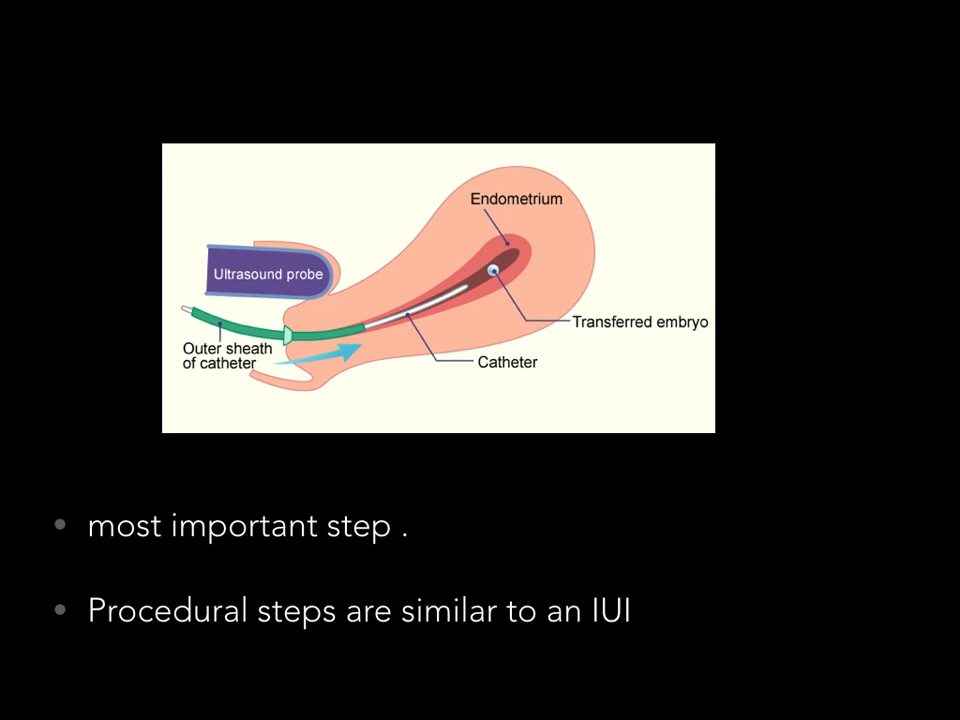 Endometrium
Ultrasound probe
Transferred embryo
Outer sheath
of catheter
Catheter
• most important step .
• Procedural steps are similar to an IUI